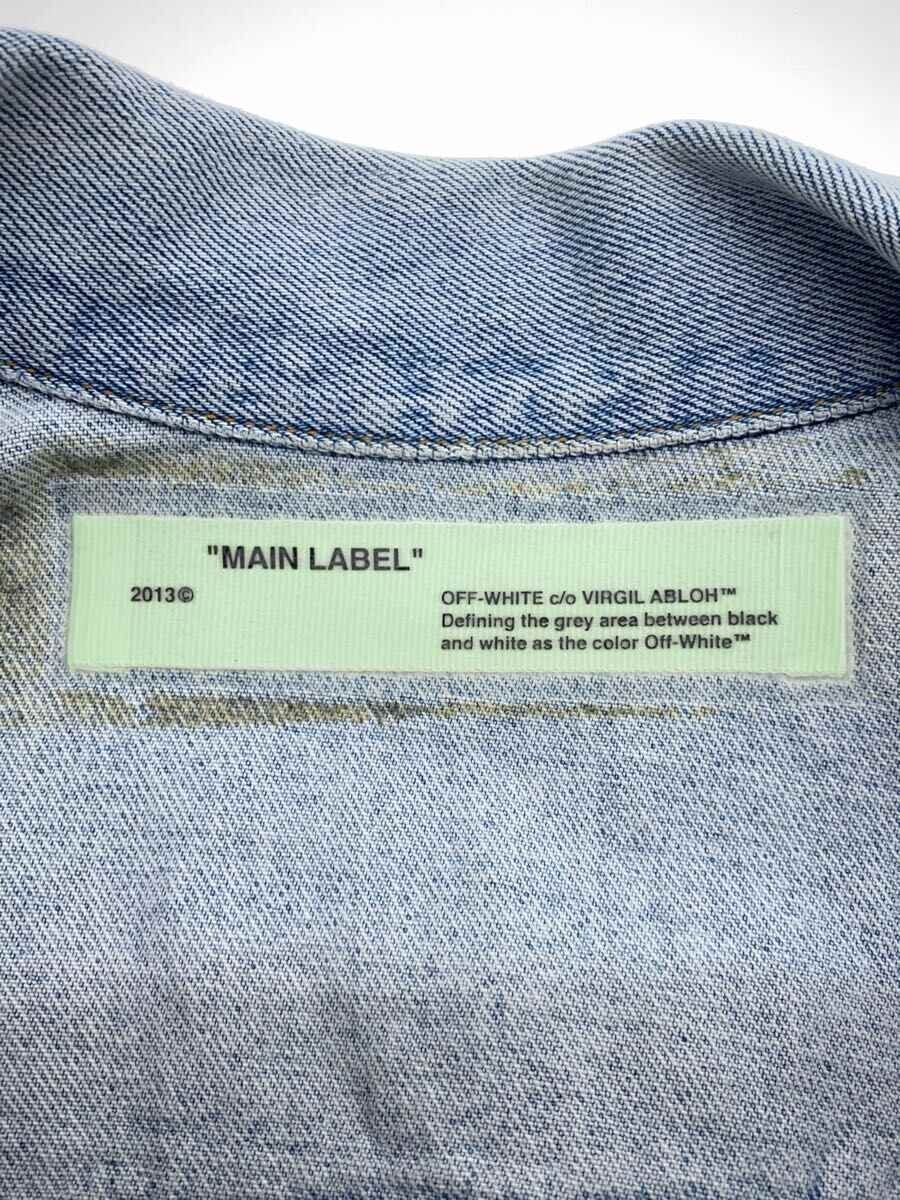 "MAIN LABEL"
2013©
OFF-WHITE c/o VIRGIL ABLOH™
Defining the grey area between black
and white as the color Off-White™